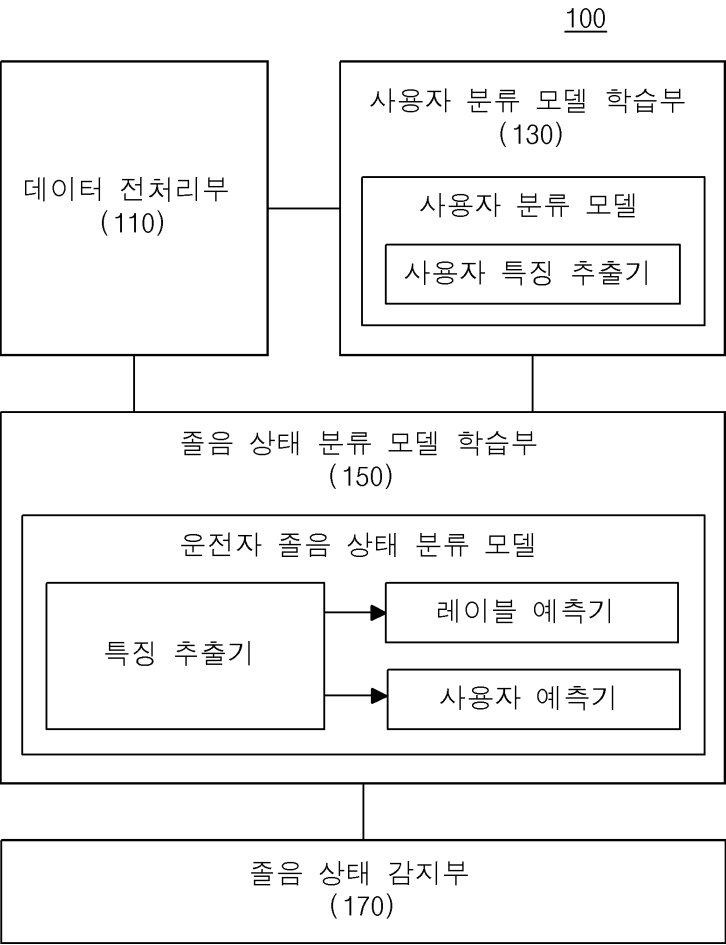 100
데이터 전처리부
(110)
사용자 분류 모델 학습부
(130)
사용자 분류 모델
사용자 특징 추출기
졸음 상태 분류 모델 학습부
(150)
운전자 졸음 상태 분류 모델
특징 추출기
레이블 예측기
사용자 예측기
졸음 상태 감지부
(170)